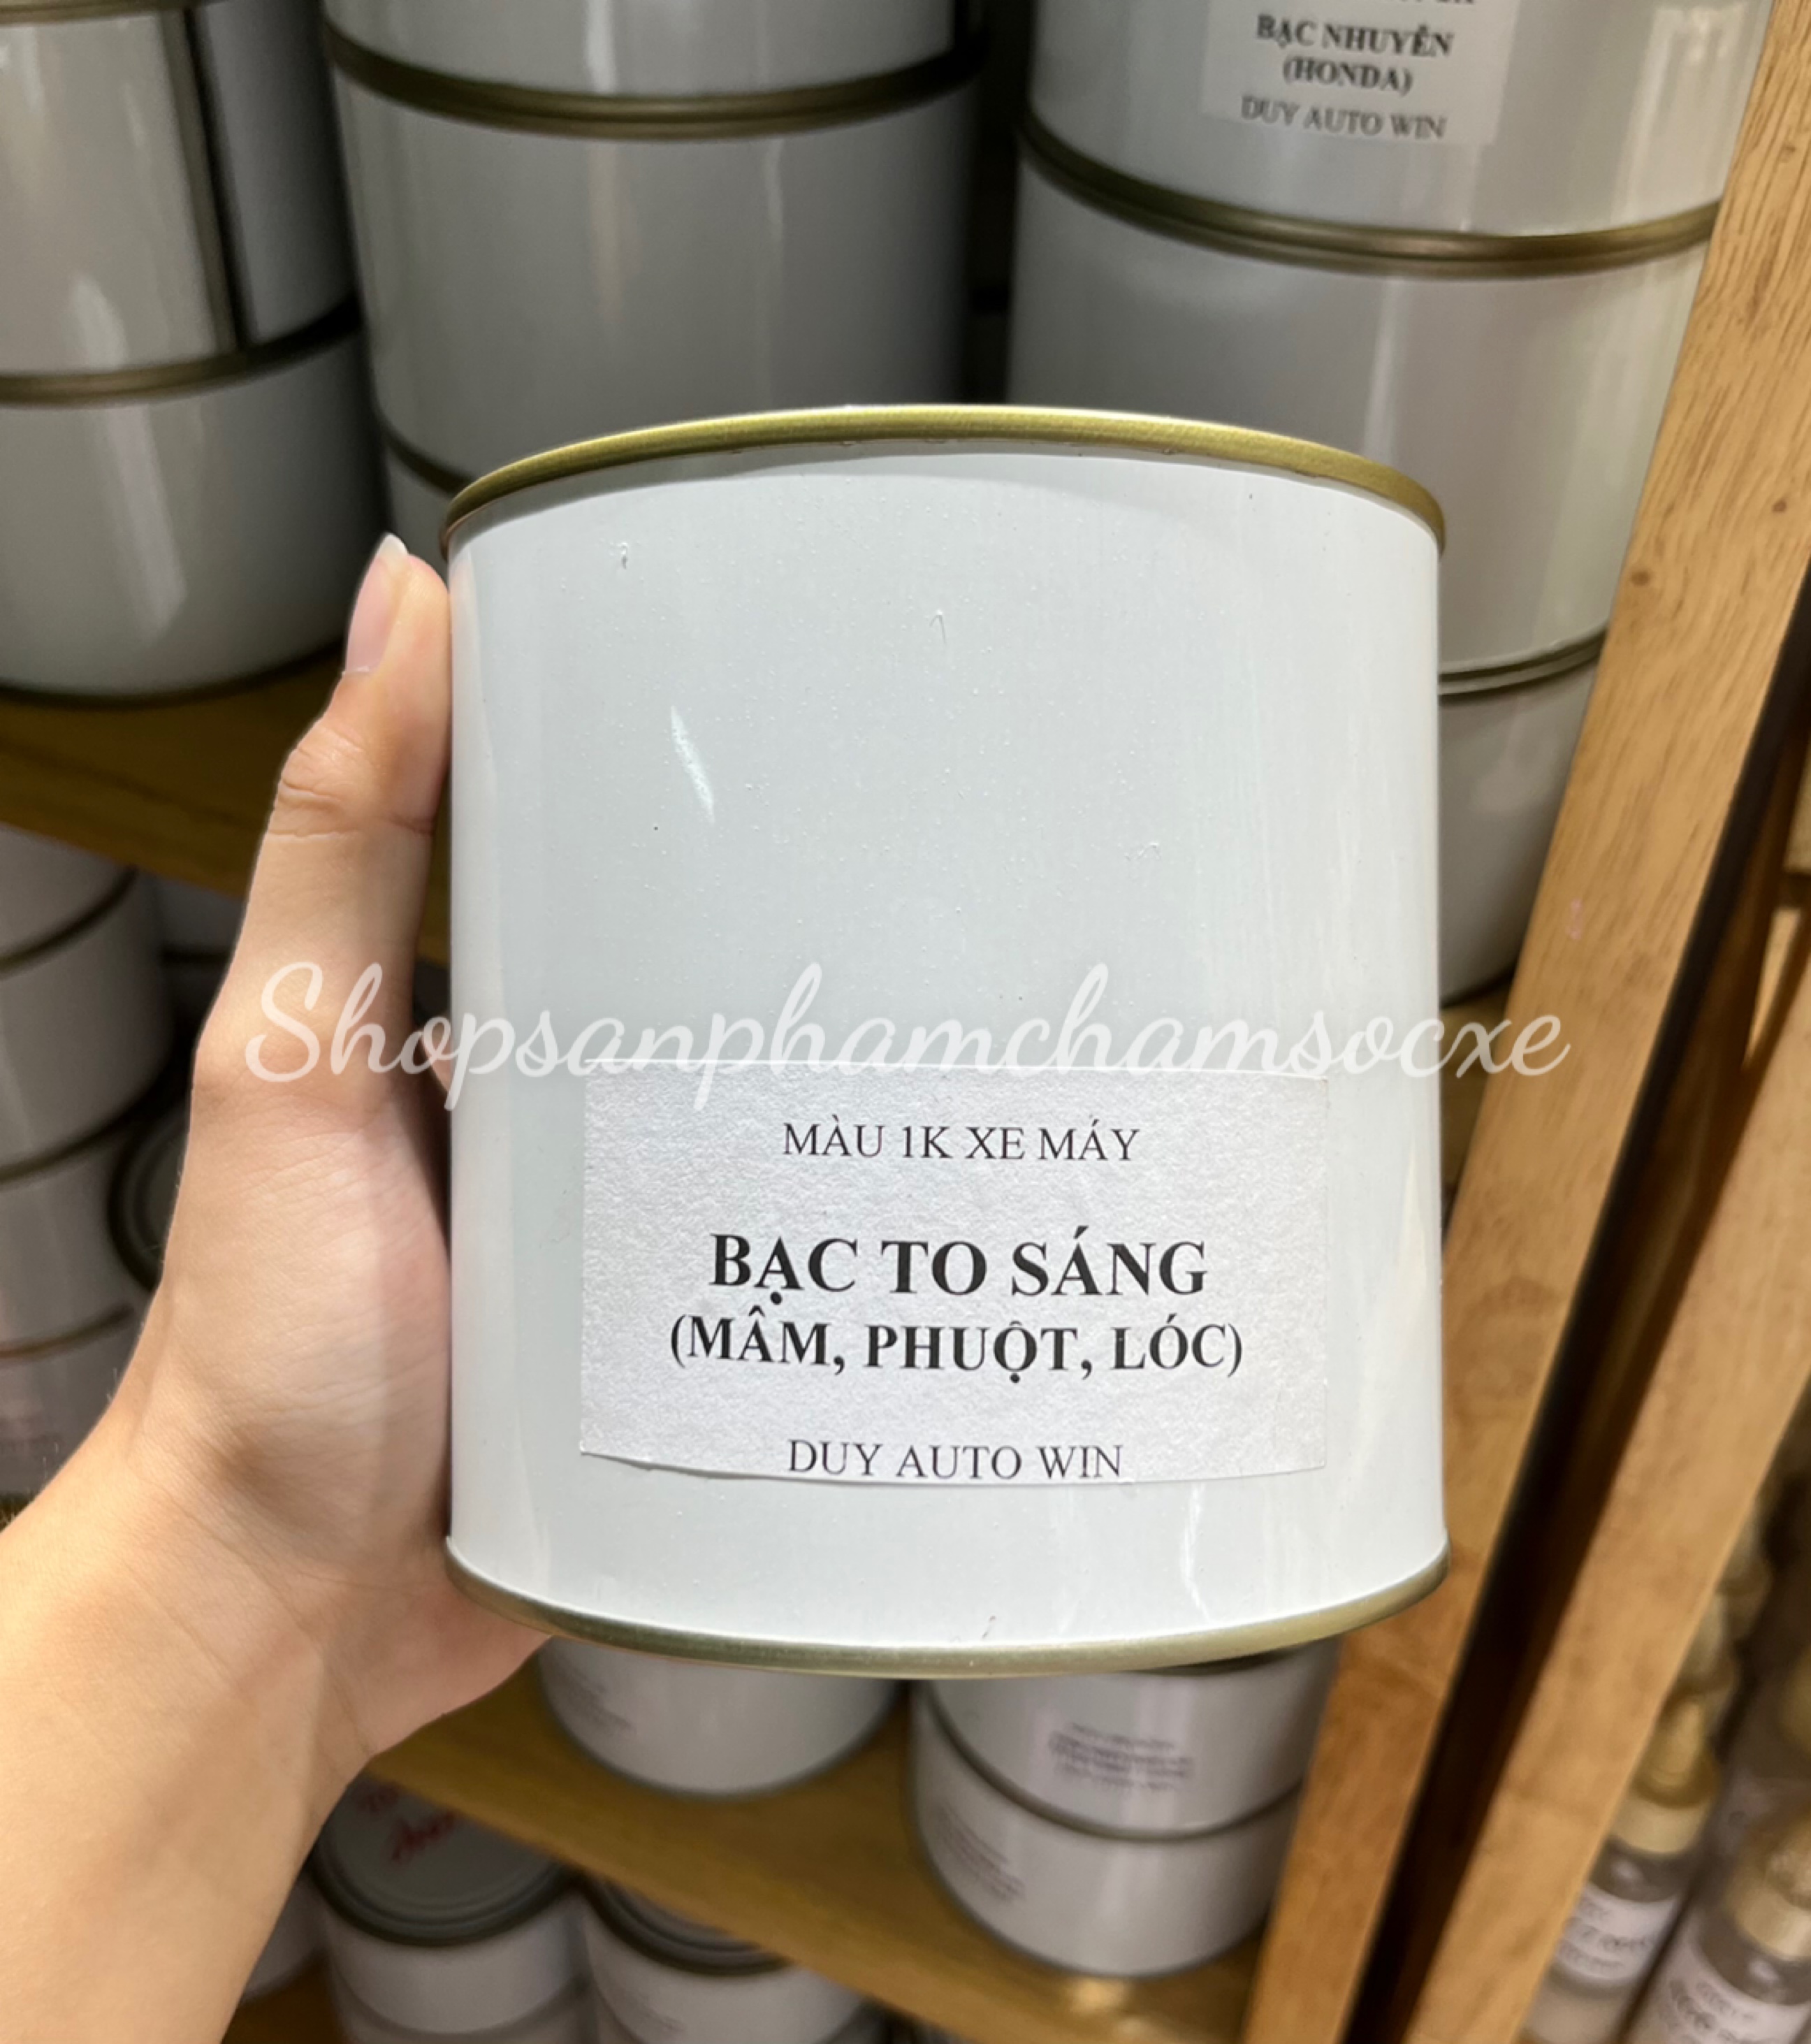 BẠC NHUYỄN
(HONDA)
DUY AUTO WIN
Shopsanphamchamsocxe
MÀU 1K XE MÁY
BẠC TO SÁNG
(MÂM, PHUỘT, LÓC)
DUY AUTO WIN